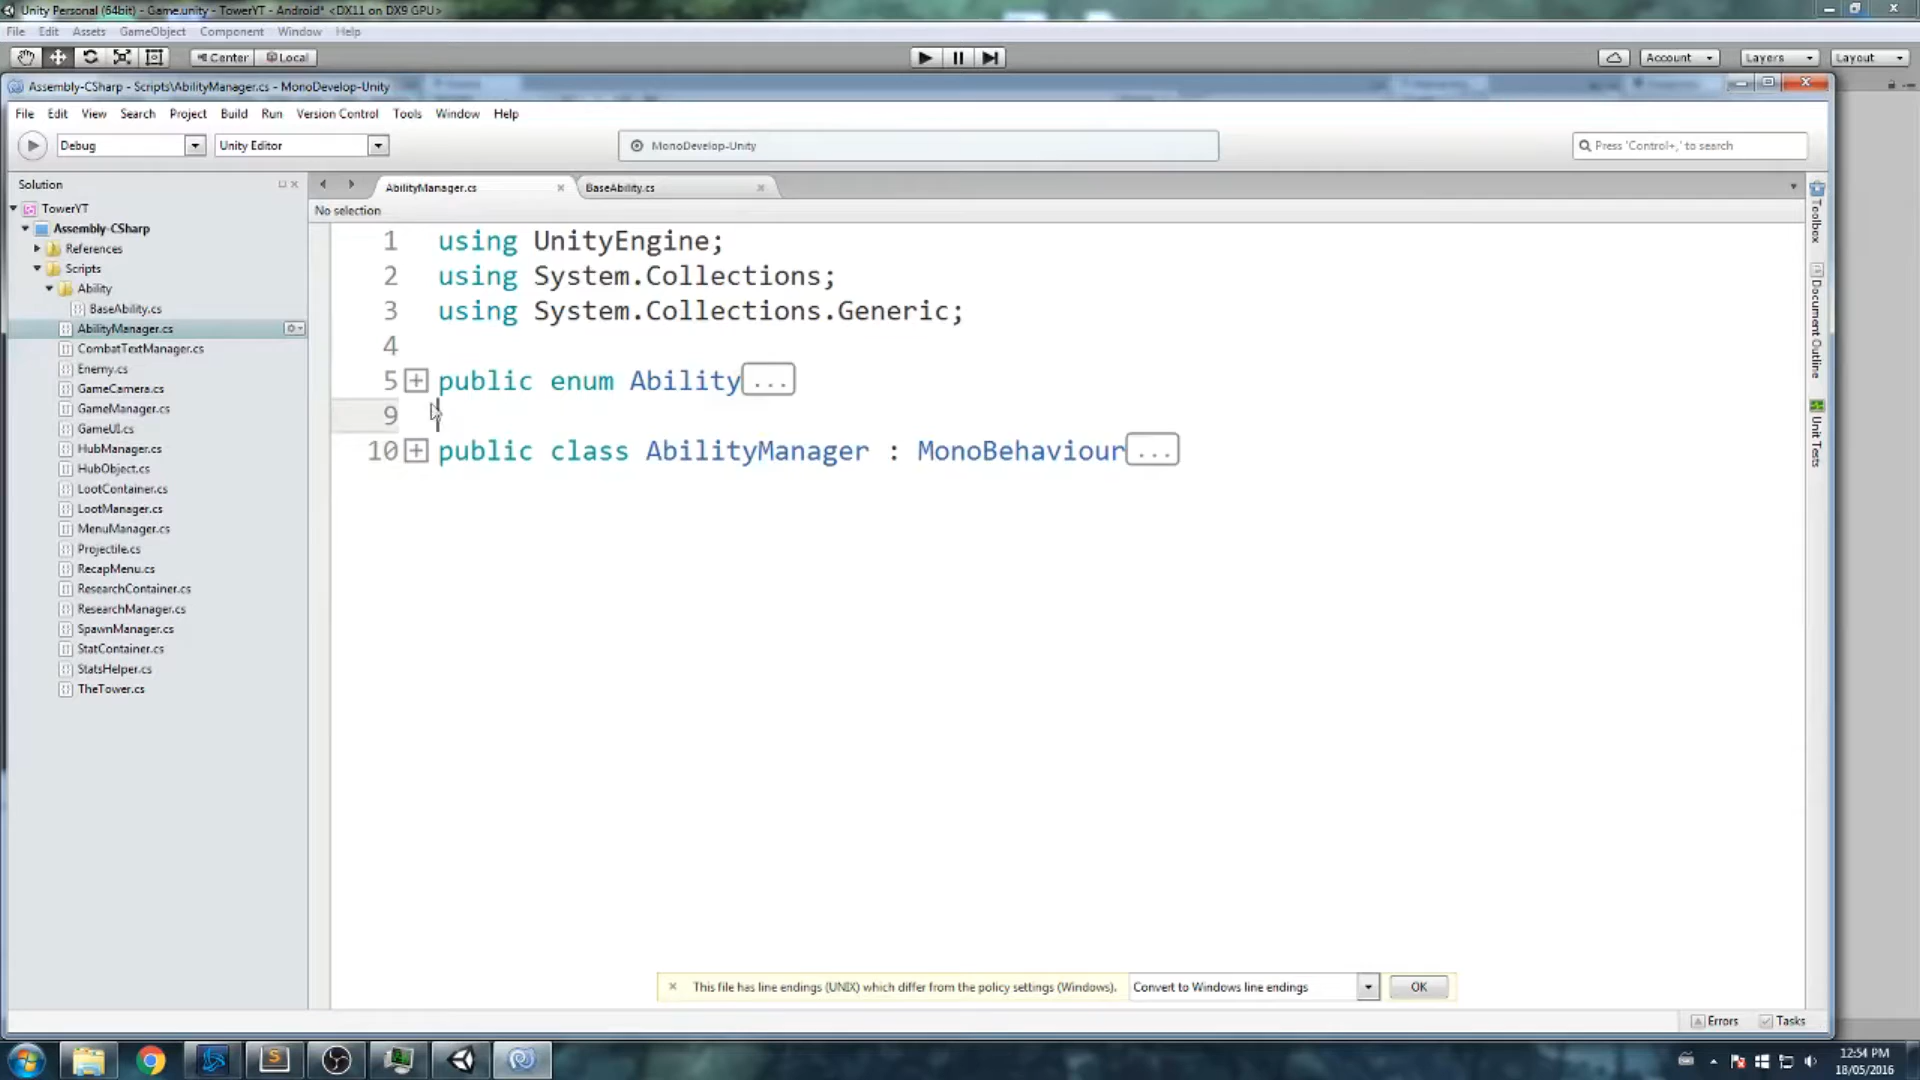 Unity Personal (64bit) - Game.unity - TowerYT - Android* <DX11 on DX9 GPU>
File Edit Assets GameObject Component Window Help
Center Local Account Layers Layout
Assembly-CSharp - Scripts\AbilityManager.cs - MonoDevelop-Unity
File Edit View Search Project Build Run Version Control Tools Window Help
Debug Unity Editor MonoDevelop-Unity Press 'Control+,' to search
Solution
AbilityManager.cs BaseAbility.cs
No selection
TowerYT
Assembly-CSharp
References
Scripts
Ability
BaseAbility.cs
AbilityManager.cs
CombatTextManager.cs
Enemy.cs
GameCamera.cs
GameManager.cs
GameUI.cs
HubManager.cs
HubObject.cs
LootContainer.cs
LootManager.cs
MenuManager.cs
Projectile.cs
RecapMenu.cs
ResearchContainer.cs
ResearchManager.cs
SpawnManager.cs
StatContainer.cs
StatsHelper.cs
TheTower.cs
1 using UnityEngine;
2 using System.Collections;
3 using System.Collections.Generic;
4
5 public enum Ability...
9
10 public class AbilityManager : MonoBehaviour...
Toolbox
Document Outline
Unit Tests
This file has line endings (UNIX) which differ from the policy settings (Windows). Convert to Windows line endings OK
Errors Tasks
12:54 PM
18/05/2016